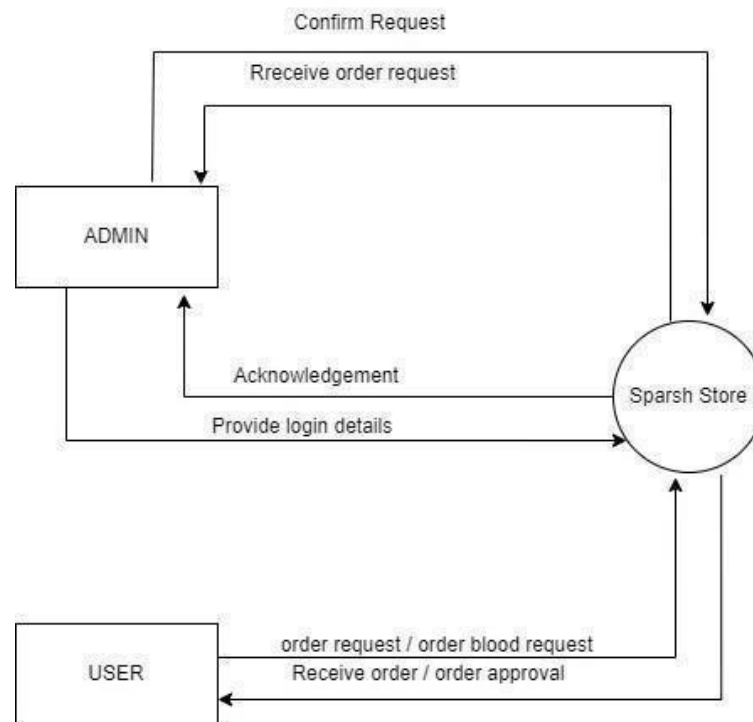 Confirm Request
Rreceive order request
ADMIN
Acknowledgement
Sparsh Store
Provide login details
order request / order blood request
USER
Receive order / order approval